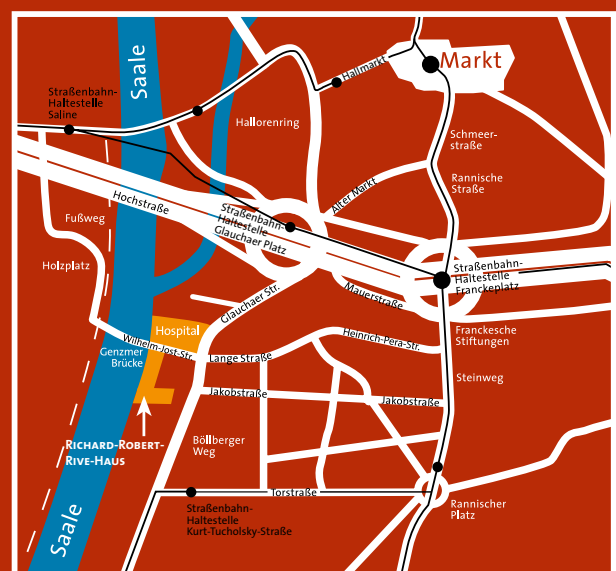 Saale
Markt
Straßenbahn-
Haltestelle
Saline
Hallmarkt
Hallorenring
Schmeer-
straße
Rannische
Straße
Alter Markt
Hochstraße
Fußweg
Straßenbahn-
Haltestelle
Glauchaer Platz
Holzplatz
Straßenbahn-
Haltestelle
Franckeplatz
Mauerstraße
Glauchaer Str.
Hospital
Wilhelm-Jost-Str.
Genzmer
Brücke
Lange Straße
Heinrich-Pera-Str.
Franckesche
Stiftungen
Steinweg
Jakobstraße
Jakobstraße
Richard-Robert-
Rive-Haus
Böllberger
Weg
Torstraße
Straßenbahn-
Haltestelle
Kurt-Tucholsky-Straße
Rannischer
Platz
Saale